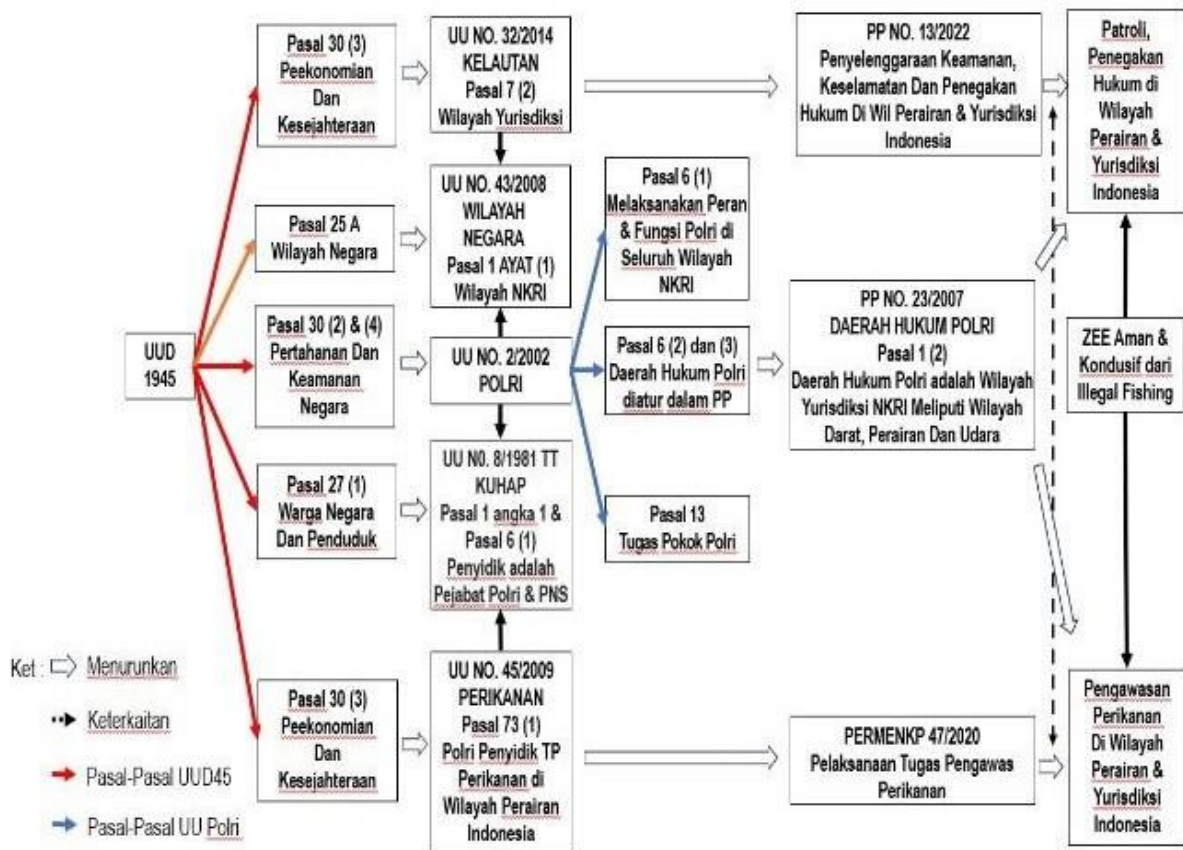 UUD
1945
Pasal 30 (3)
Peekonomian
Dan
Kesejahteraan
Pasal 25 A
Wilayah Negara
Pasal 30 (2) & (4)
Pertahanan Dan
Keamanan
Negara
Pasal 27 (1)
Warga Negara
Dan Penduduk
Pasal 30 (3)
Peekonomian
Dan
Kesejahteraan
UU NO. 32/2014
KELAUTAN
Pasal 7 (2)
Wilayah Yurisdiksi
UU NO. 43/2008
WILAYAH
NEGARA
Pasal 1 AYAT (1)
Wilayah NKRI
UU NO. 2/2002
POLRI
UU N0. 8/1981 TT
KUHAP
Pasal 1 angka 1 &
Pasal 6 (1)
Penyidik adalah
Pejabat Polri & PNS
UU NO. 45/2009
PERIKANAN
Pasal 73 (1)
Polri Penyidik TP
Perikanan di
Wilayah Perairan
Indonesia
Pasal 6 (1)
Melaksanakan Peran
& Fungsi Polri di
Seluruh Wilayah
NKRI
Pasal 6 (2) dan (3)
Daerah Hukum Polri
diatur dalam PP
Pasal 13
Tugas Pokok Polri
PP NO. 13/2022
Penyelenggaraan Keamanan,
Keselamatan Dan Penegakan
Hukum Di Wil Perairan & Yurisdiksi
Indonesia
PP NO. 23/2007
DAERAH HUKUM POLRI
Pasal 1 (2)
Daerah Hukum Polri adalah Wilayah
Yurisdiksi NKRI Meliputi Wilayah
Darat, Perairan Dan Udara
PERMENKP 47/2020
Pelaksanaan Tugas Pengawas
Perikanan
Patroli,
Penegakan
Hukum di
Wilayah
Perairan &
Yurisdiksi
Indonesia
ZEE Aman &
Kondusif dari
Illegal Fishing
Pengawasan
Perikanan
Di Wilayah
Perairan &
Yurisdiksi
Indonesia
Ket : Menurunkan
Keterkaitan
Pasal-Pasal UUD45
Pasal-Pasal UU Polri